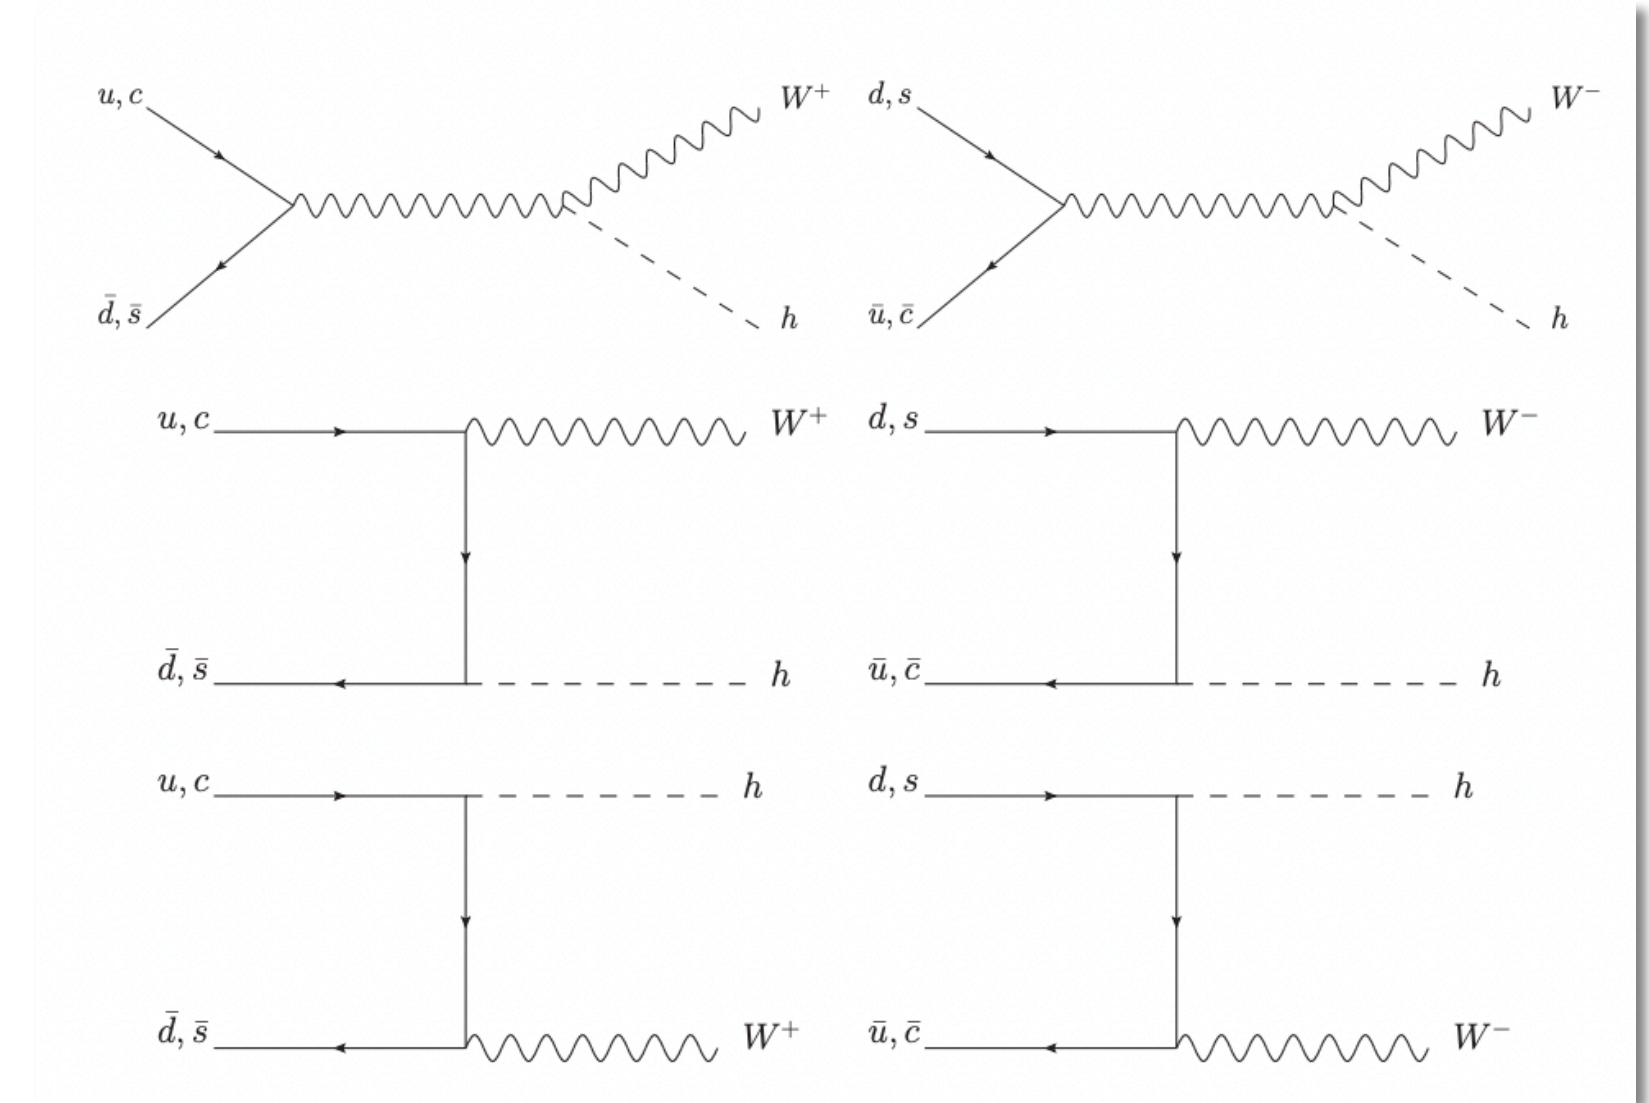 u, c W⁺ d, s W⁻
d̄, s̄ h ū, c̄ h
u, c W⁺ d, s W⁻
d̄, s̄ h ū, c̄ h
u, c h d, s h
d̄, s̄ W⁺ ū, c̄ W⁻